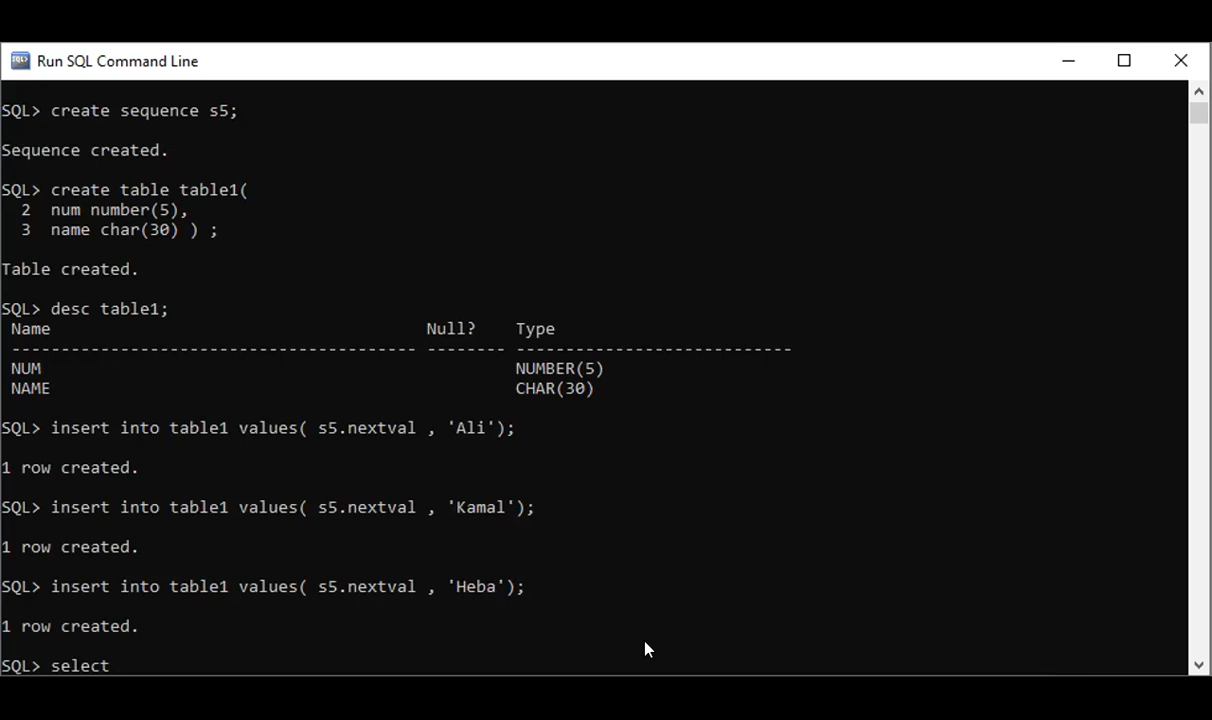 Run SQL Command Line
SQL> create sequence s5;
Sequence created.
SQL> create table table1(
  2  num number(5),
  3  name char(30) ) ;
Table created.
SQL> desc table1;
 Name                                      Null?    Type
 ----------------------------------------- -------- ----------------------------
 NUM                                                NUMBER(5)
 NAME                                               CHAR(30)
SQL> insert into table1 values( s5.nextval , 'Ali');
1 row created.
SQL> insert into table1 values( s5.nextval , 'Kamal');
1 row created.
SQL> insert into table1 values( s5.nextval , 'Heba');
1 row created.
SQL> select